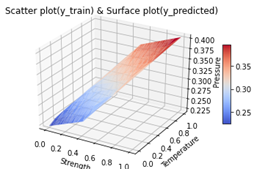 Scatter plot(y_train) & Surface plot(y_predicted)
0.400
0.375
0.350
0.325
0.300
0.275
0.250
0.225
Pressure
0.35
0.30
0.25
0.0 0.2 0.4 0.6 0.8 1.0
Strength
0.0 0.2 0.4 0.6 0.8 1.0
Temperature